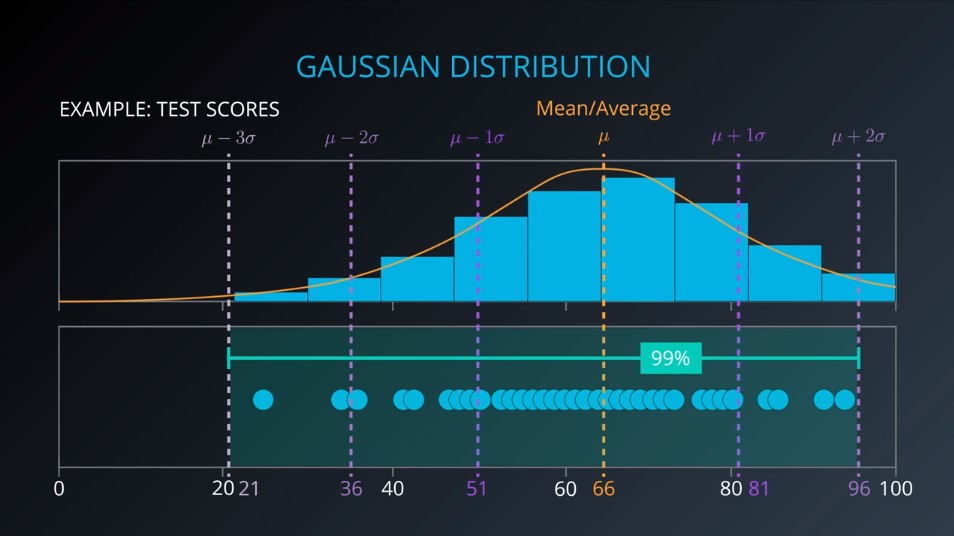 GAUSSIAN DISTRIBUTION
EXAMPLE: TEST SCORES
Mean/Average
μ − 3σ μ − 2σ μ − 1σ μ μ + 1σ μ + 2σ
99%
0 20 21 36 40 51 60 66 80 81 96 100